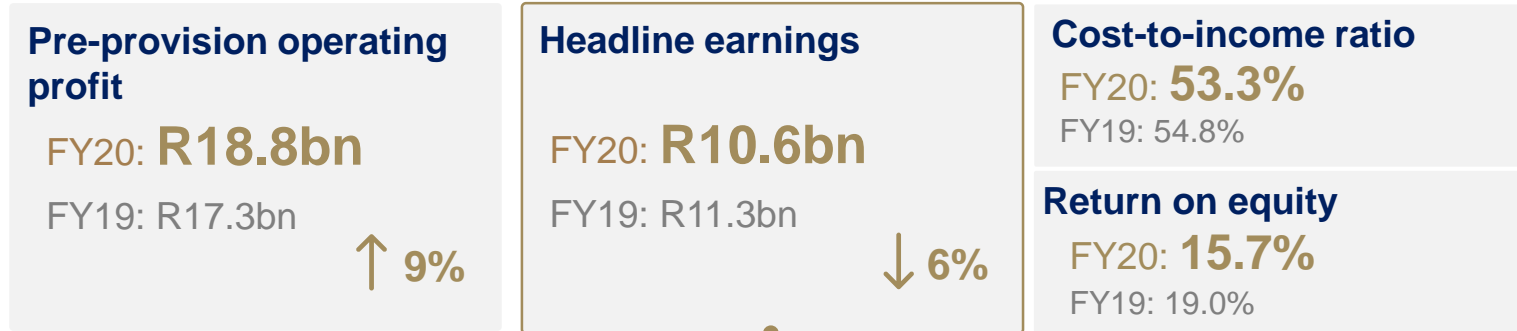 Pre-provision operating
profit
FY20: R18.8bn
FY19: R17.3bn
↑ 9%
Headline earnings
FY20: R10.6bn
FY19: R11.3bn
↓ 6%
Cost-to-income ratio
FY20: 53.3%
FY19: 54.8%
Return on equity
FY20: 15.7%
FY19: 19.0%